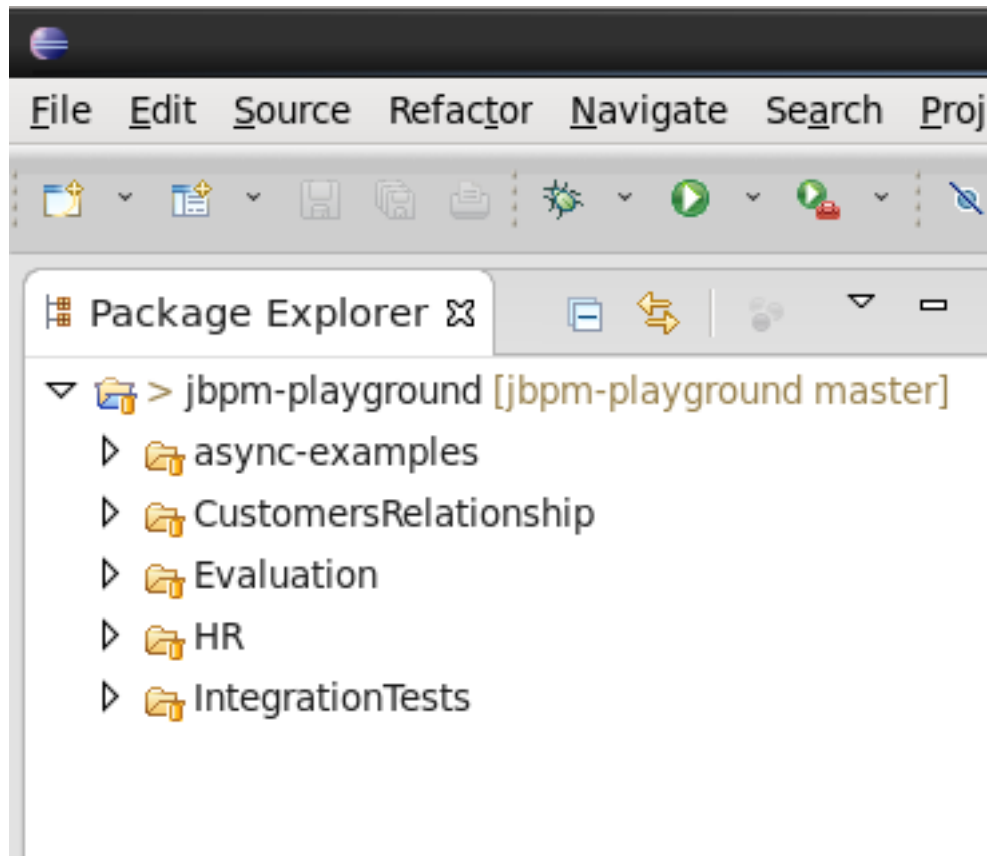 File Edit Source Refactor Navigate Search Proj
Package Explorer
> jbpm-playground [jbpm-playground master]
async-examples
CustomersRelationship
Evaluation
HR
IntegrationTests